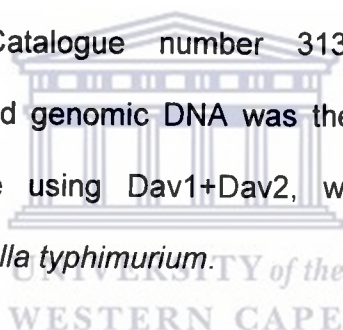 Catalogue number 313
d genomic DNA was the
e using Dav1+Dav2, w
lla typhimurium.
UNIVERSITY of the
WESTERN CAPE